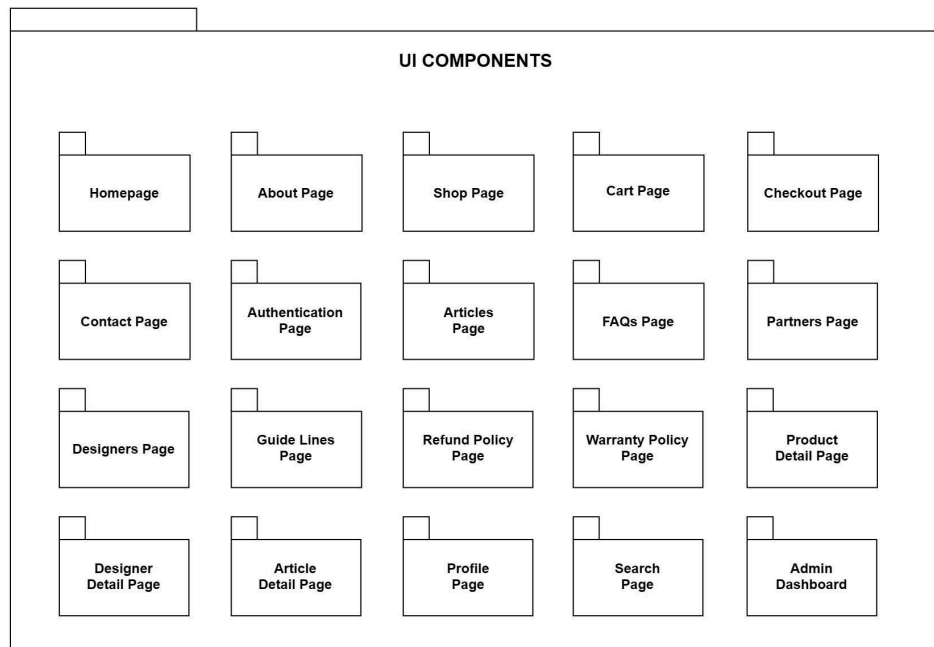 UI COMPONENTS
Homepage
About Page
Shop Page
Cart Page
Checkout Page
Contact Page
Authentication
Page
Articles
Page
FAQs Page
Partners Page
Designers Page
Guide Lines
Page
Refund Policy
Page
Warranty Policy
Page
Product
Detail Page
Designer
Detail Page
Article
Detail Page
Profile
Page
Search
Page
Admin
Dashboard